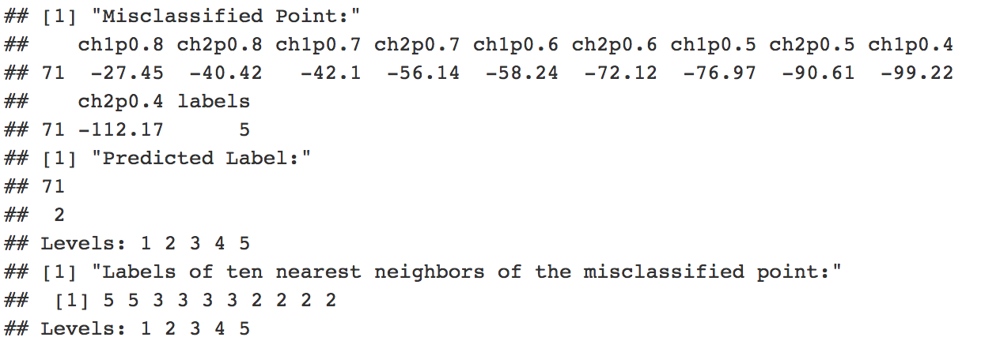 ## [1] "Misclassified Point:"
##    ch1p0.8 ch2p0.8 ch1p0.7 ch2p0.7 ch1p0.6 ch2p0.6 ch1p0.5 ch2p0.5 ch1p0.4
## 71  -27.45  -40.42   -42.1  -56.14  -58.24  -72.12  -76.97  -90.61  -99.22
##    ch2p0.4 labels
## 71 -112.17      5
## [1] "Predicted Label:"
## 71
##  2
## Levels: 1 2 3 4 5
## [1] "Labels of ten nearest neighbors of the misclassified point:"
##  [1] 5 5 3 3 3 3 2 2 2 2
## Levels: 1 2 3 4 5